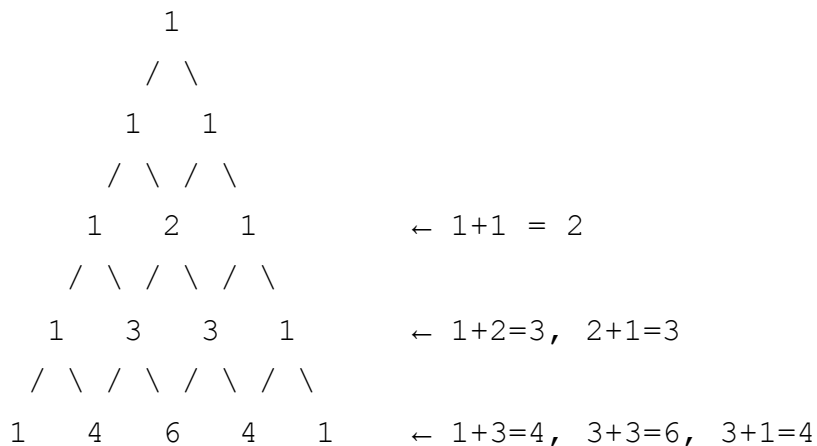 1
/ \
1 1
/ \ / \
1 2 1 ← 1+1 = 2
/ \ / \ / \
1 3 3 1 ← 1+2=3, 2+1=3
/ \ / \ / \ / \
1 4 6 4 1 ← 1+3=4, 3+3=6, 3+1=4